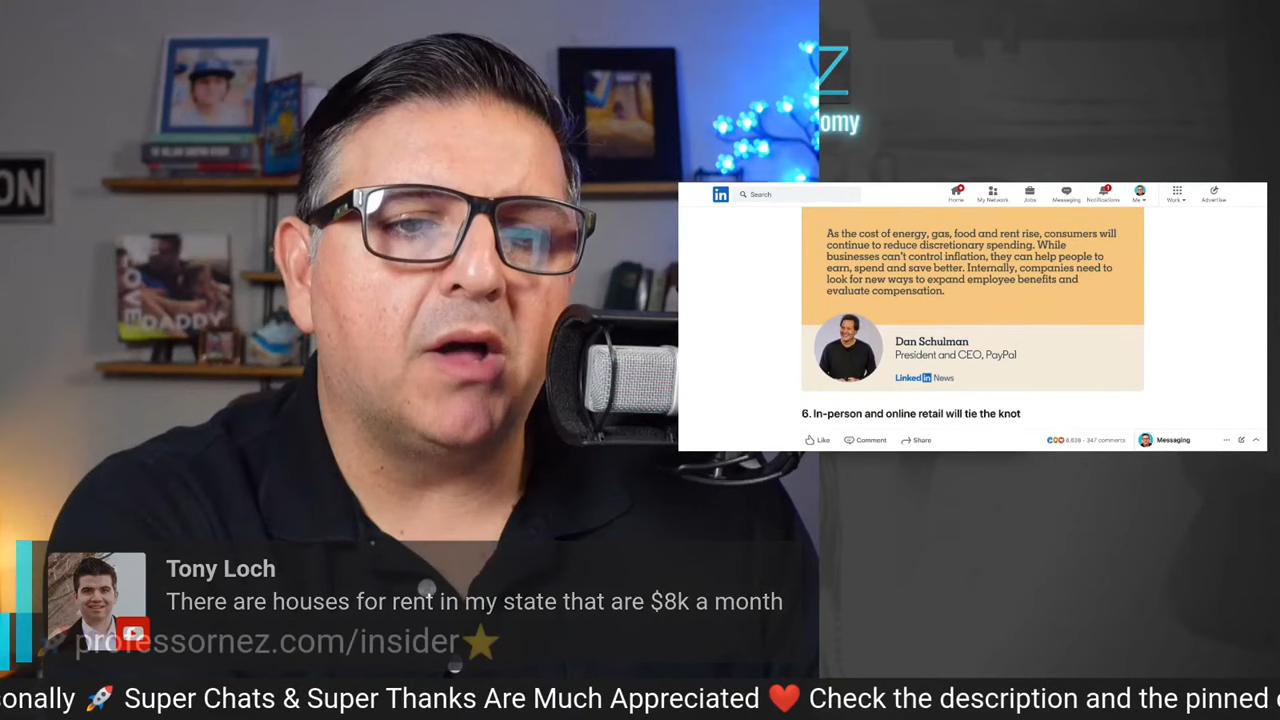 ON
DADDY
Z
omy
in
Search
Home
My Network
Jobs
Messaging
Notifications
Me
Work
Advertise
As the cost of energy, gas, food and rent rise, consumers will
continue to reduce discretionary spending. While
businesses can't control inflation, they can help people to
earn, spend and save better. Internally, companies need to
look for new ways to expand employee benefits and
evaluate compensation.
Dan Schulman
President and CEO, PayPal
Linked in News
6. In-person and online retail will tie the knot
Like
Comment
Share
8,639 · 347 comments
Messaging
Tony Loch
There are houses for rent in my state that are $8k a month
🚀 professornez.com/insider⭐
sonally 🚀 Super Chats & Super Thanks Are Much Appreciated ❤️ Check the description and the pinned